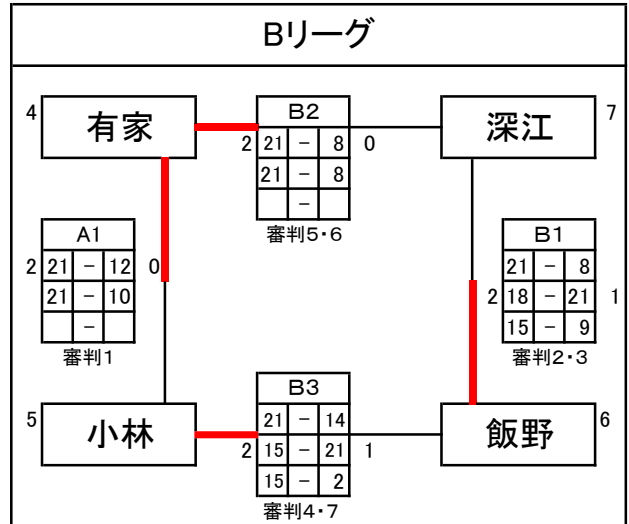 Bリーグ
4 有家
深江 7
B2
2 21 - 8 0
21 - 8
-
審判5・6
A1
2 21 - 12 0
21 - 10
-
審判1
B1
21 - 8
2 18 - 21 1
15 - 9
審判2・3
5 小林
飯野 6
B3
21 - 14
2 15 - 21 1
15 - 2
審判4・7